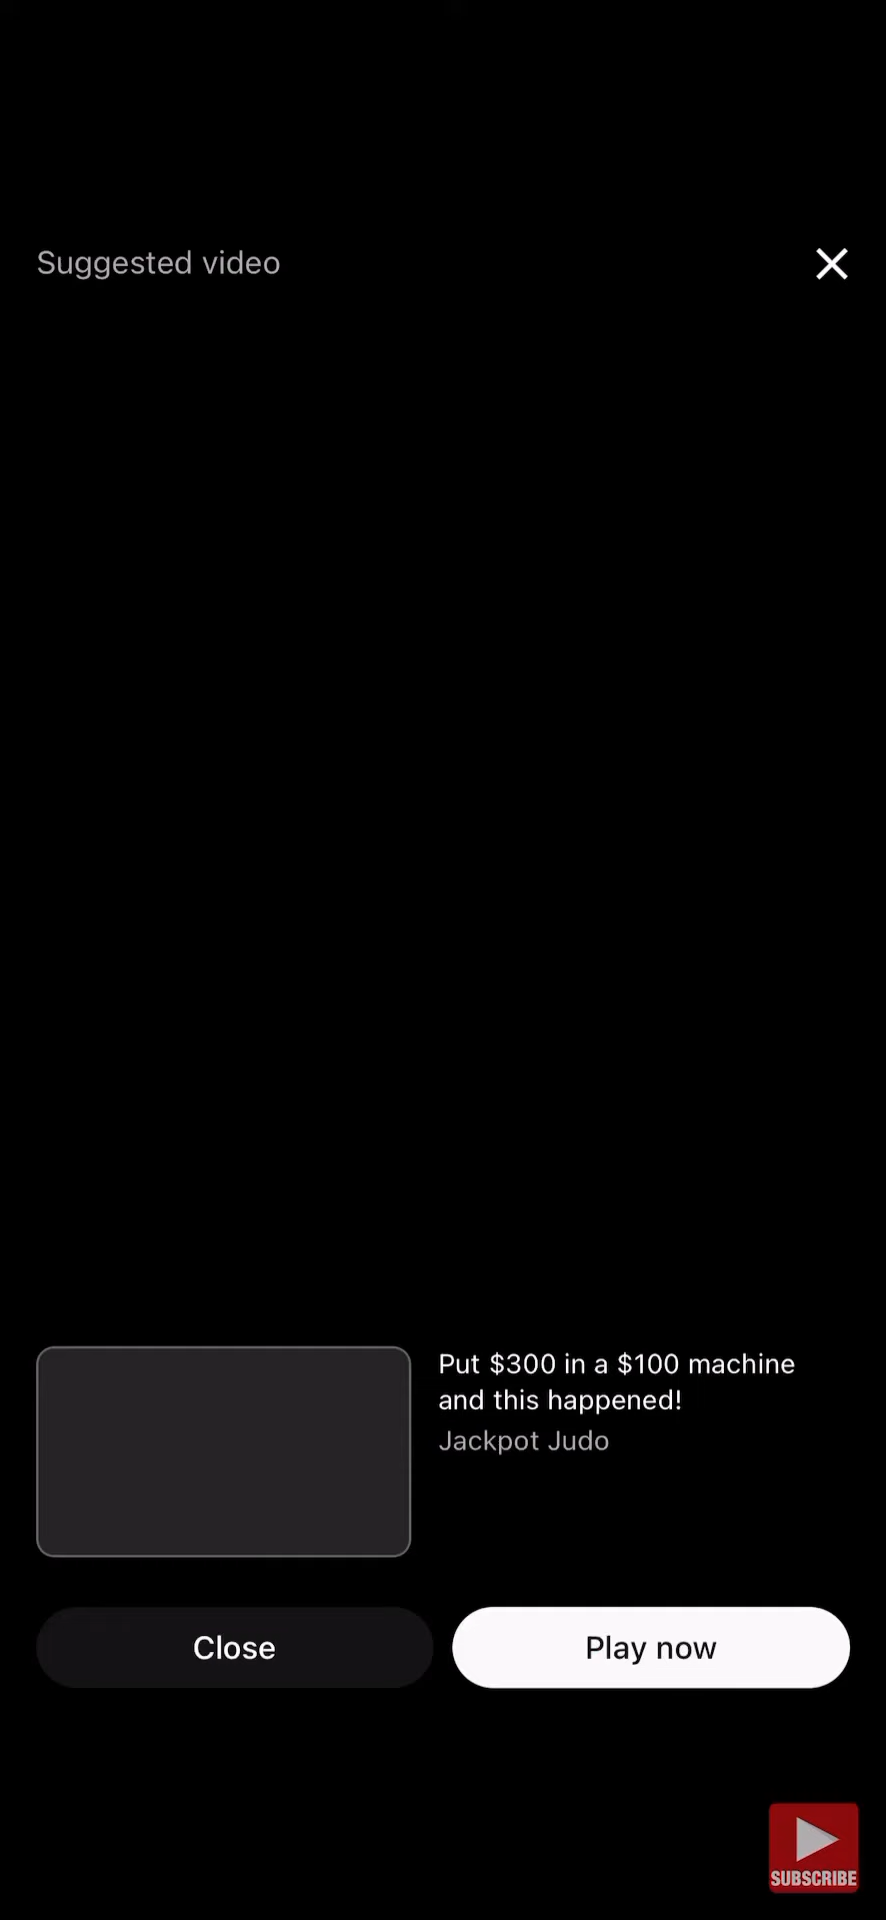 Suggested video
Put $300 in a $100 machine
and this happened!
Jackpot Judo
Close
Play now
SUBSCRIBE